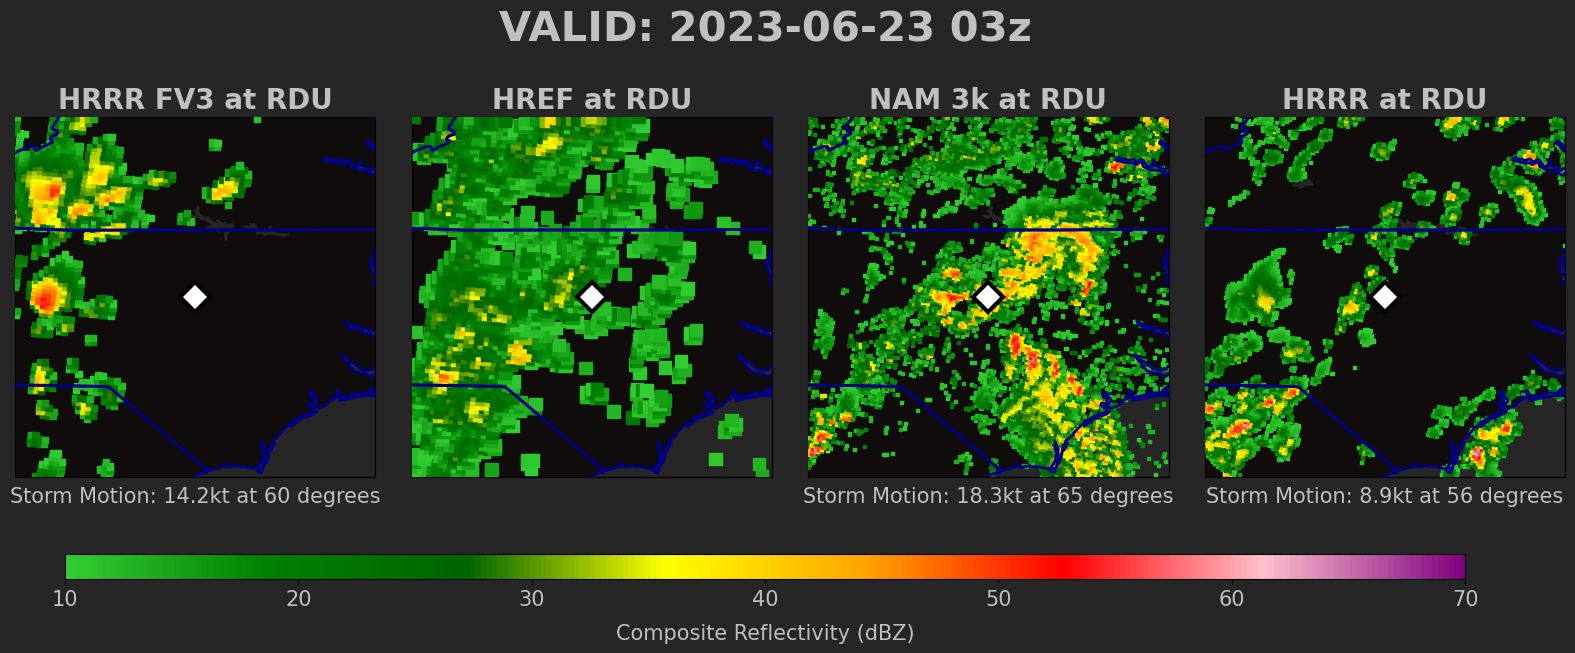 VALID: 2023-06-23 03z
HRRR FV3 at RDU
HREF at RDU
NAM 3k at RDU
HRRR at RDU
Storm Motion: 14.2kt at 60 degrees
Storm Motion: 18.3kt at 65 degrees
Storm Motion: 8.9kt at 56 degrees
10 20 30 40 50 60 70
Composite Reflectivity (dBZ)